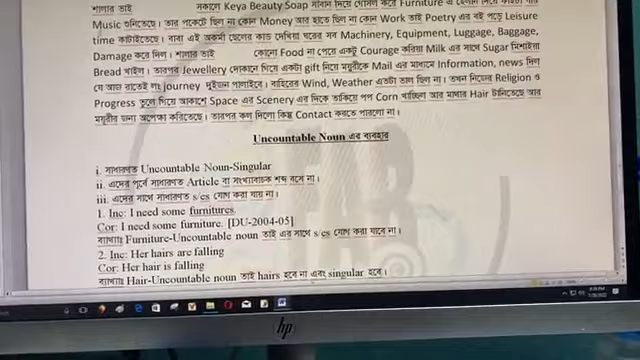 শালার ভাই সকালে Keya Beauty Soap সাবান দিয়ে গোসল করে Furniture এ হেলান দিয়ে
Music শুনিতেছে। তার পকেটে ছিল না কোন Money আর হাতে ছিল না কোন Work তাই Poetry এর বই পড়ে Leisure
time কাটাইতেছে। বাবা এই অকর্মা ছেলের কান্ড দেখিয়া ঘরের সব Machinery, Equipment, Luggage, Baggage,
Damage করে দিল। শালার ভাই কোনো Food না পেয়ে একটু Courage করিয়া Milk এর সাথে Sugar মিশাইয়া
Bread খাইল। তারপর Jewellery দোকানে গিয়ে একটা gift নিয়ে ময়ূরীকে Mail এর মাধ্যমে Information, news দিল
যে আজ রাতেই লং journey দুইজন পালাইবে। বাহিরের Wind, Weather এতটা ভাল ছিল না। তখন নিজের Religion ও
Progress তুলে গিয়ে আকাশে Space এর Scenery এর দিকে তাকিয়ে পপ Corn খাচ্ছিল আর মাথার Hair টানিতেছে আর
ময়ূরীর জন্য অপেক্ষা করিতেছে। তারপর কল দিলো কিন্তু Contact করতে পারলো না।
Uncountable Noun এর ব্যবহার
i. সাধারণত Uncountable Noun-Singular
ii. এদের পূর্বে সাধারণত Article বা সংখ্যাবাচক শব্দ বসে না।
iii. এদের সাথে সাধারণত s/es যোগ করা যায় না।
1. Inc: I need some furnitures.
Cor: I need some furniture. [DU-2004-05]
ব্যাখ্যাঃ Furniture-Uncountable noun তাই এর সাথে s/es যোগ করা যাবে না।
2. Inc: Her hairs are falling
Cor: Her hair is falling
ব্যাখ্যাঃ Hair-Uncountable noun তাই hairs হবে না এবং singular হবে।
hp